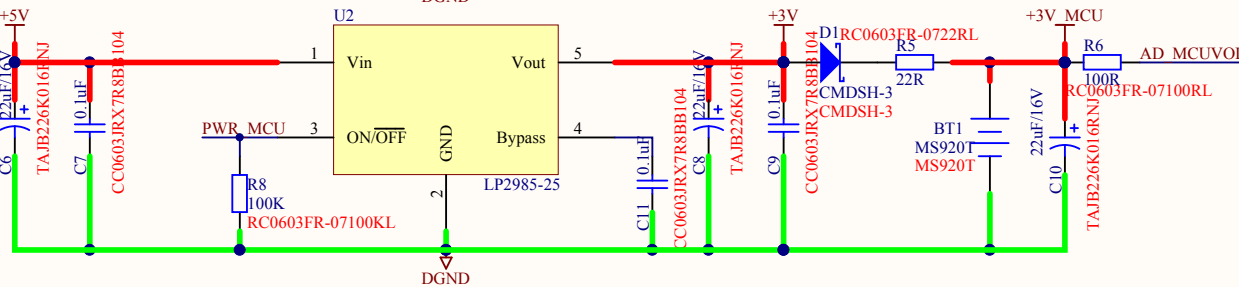 DGND
+5V
U2
+3V
+3V_MCU
D1
RC0603FR-0722RL
R5
22R
R6
100R
AD_MCUVOL
RC0603FR-07100RL
1
Vin
Vout
5
CMDSH-3
CMDSH-3
22uF/16V
TAJB226K016RNJ
C6
0.1uF
CC0603JRX7R8BB104
C7
PWR_MCU
3
ON/OFF
GND
Bypass
4
2
LP2985-25
R8
100K
RC0603FR-07100KL
0.1uF
C11
CC0603JRX7R8BB104
22uF/16V
C8
TAJB226K016RNJ
0.1uF
C9
CC0603JRX7R8BB104
BT1
MS920T
MS920T
22uF/16V
C10
TAJB226K016RNJ
DGND